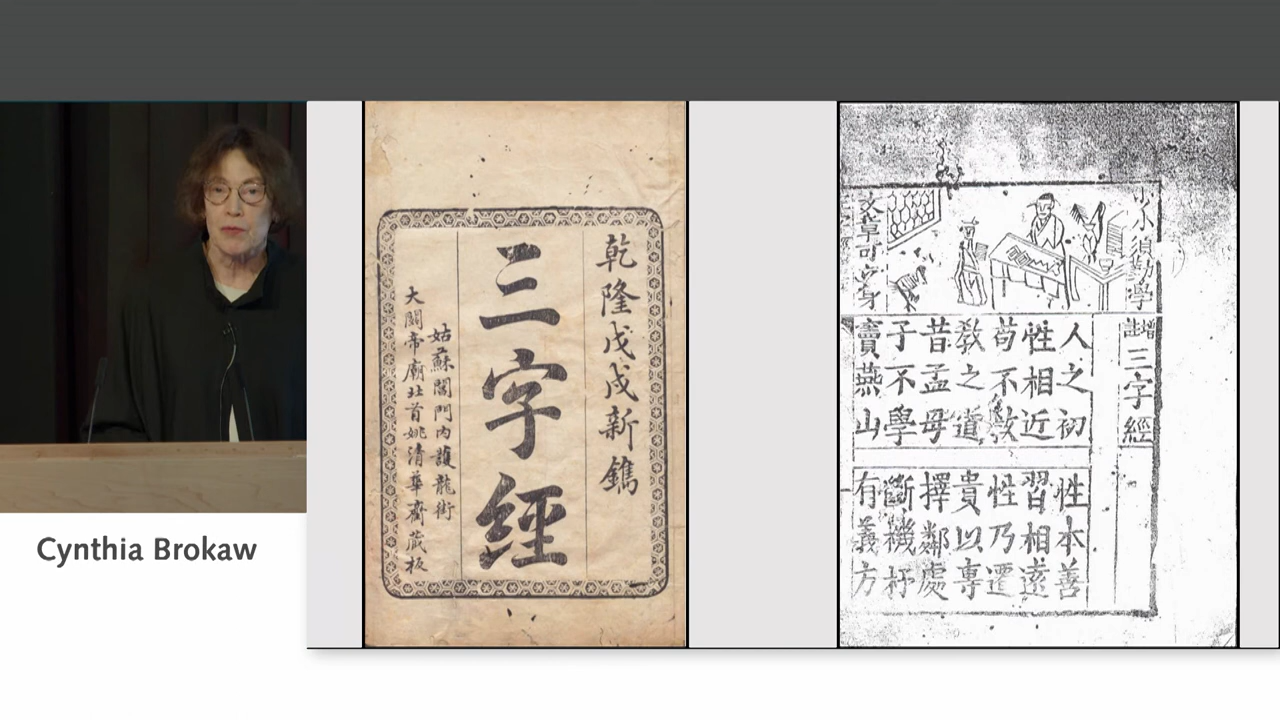 Cynthia Brokaw
乾隆戊戌新鐫
三字經
姑蘇閶門內護龍街
大關帝廟北首姚清華齋藏板
小小須勤學
文章可立身
增註三字經
人之初
性相近
苟不教
教之道
昔孟母
子不學
竇燕山
性本善
習相遠
性乃遷
貴以專
擇鄰處
斷機杼
有義方